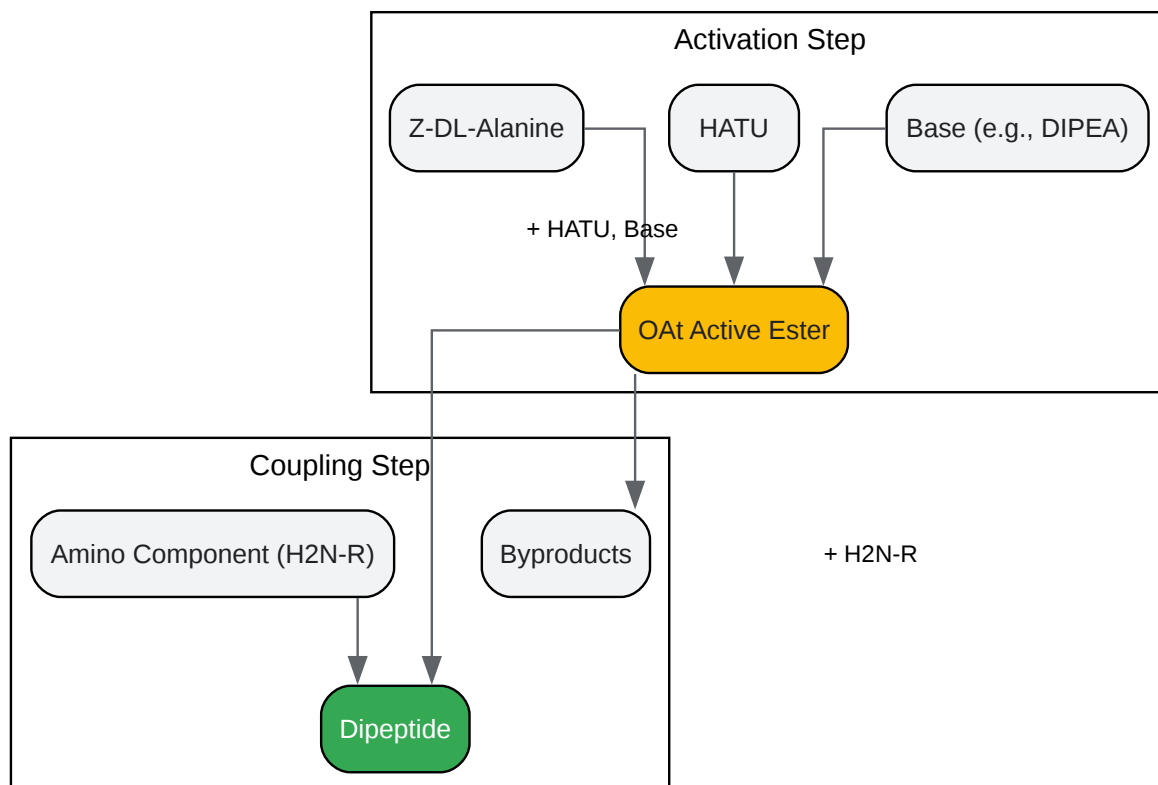 Activation Step
Z-DL-Alanine
HATU
Base (e.g., DIPEA)
+ HATU, Base
OAt Active Ester
Coupling Step
Amino Component (H2N-R)
Byproducts
+ H2N-R
Dipeptide